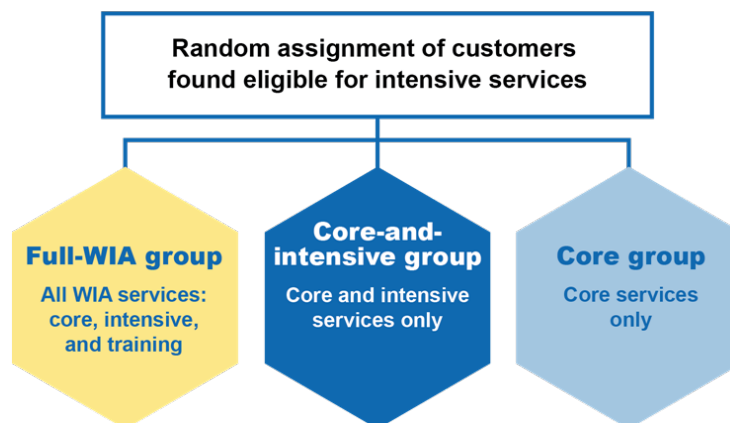 Random assignment of customers
found eligible for intensive services
Full-WIA group
All WIA services:
core, intensive,
and training
Core-and-
intensive group
Core and intensive
services only
Core group
Core services
only